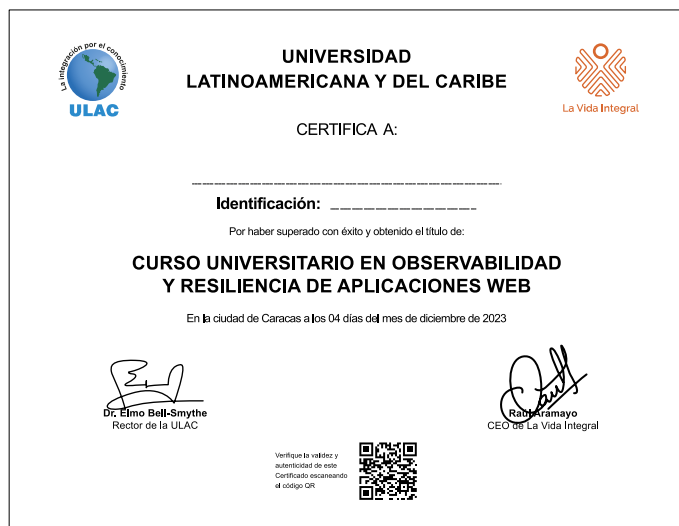 La integración por el conocimiento
ULAC
UNIVERSIDAD
LATINOAMERICANA Y DEL CARIBE
La Vida Integral
CERTIFICA A:
Identificación:
Por haber superado con éxito y obtenido el título de:
CURSO UNIVERSITARIO EN OBSERVABILIDAD
Y RESILIENCIA DE APLICACIONES WEB
En la ciudad de Caracas a los 04 días del mes de diciembre de 2023
Dr. Elmo Bell-Smythe
Rector de la ULAC
Raúl Aramayo
CEO de La Vida Integral
Verifique la validez y
autenticidad de este
Certificado escaneando
el código QR